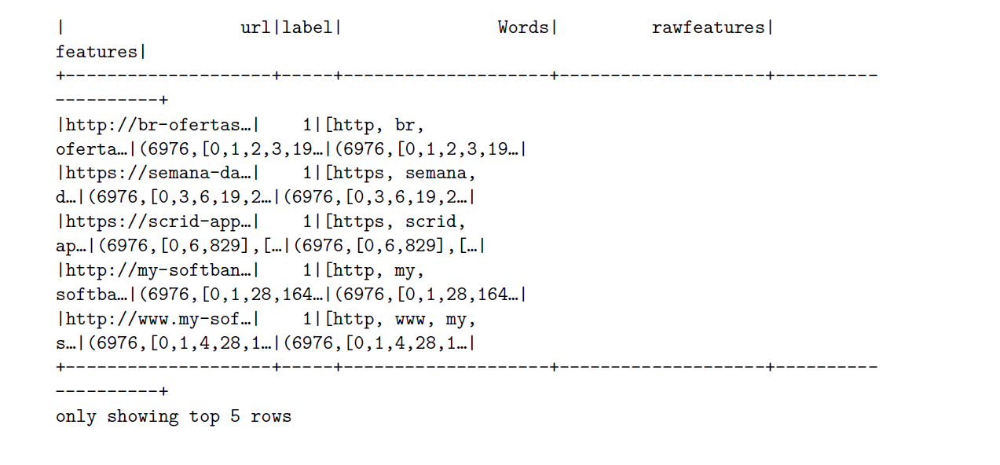 |                 url|label|               Words|         rawfeatures|
features|
+--------------------+-----+--------------------+--------------------+----------
----------+
|http://br-ofertas…|    1|[http, br,
oferta…|(6976,[0,1,2,3,19…|(6976,[0,1,2,3,19…|
|https://semana-da…|    1|[https, semana,
d…|(6976,[0,3,6,19,2…|(6976,[0,3,6,19,2…|
|https://scrid-app…|    1|[https, scrid,
ap…|(6976,[0,6,829],[…|(6976,[0,6,829],[…|
|http://my-softban…|    1|[http, my,
softba…|(6976,[0,1,28,164…|(6976,[0,1,28,164…|
|http://www.my-sof…|    1|[http, www, my,
s…|(6976,[0,1,4,28,1…|(6976,[0,1,4,28,1…|
+--------------------+-----+--------------------+--------------------+----------
----------+
only showing top 5 rows